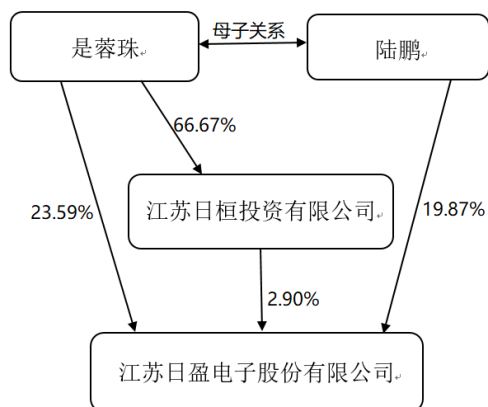 母子关系
是蓉珠
陆鹏
66.67%
江苏日桓投资有限公司
23.59%
19.87%
2.90%
江苏日盈电子股份有限公司